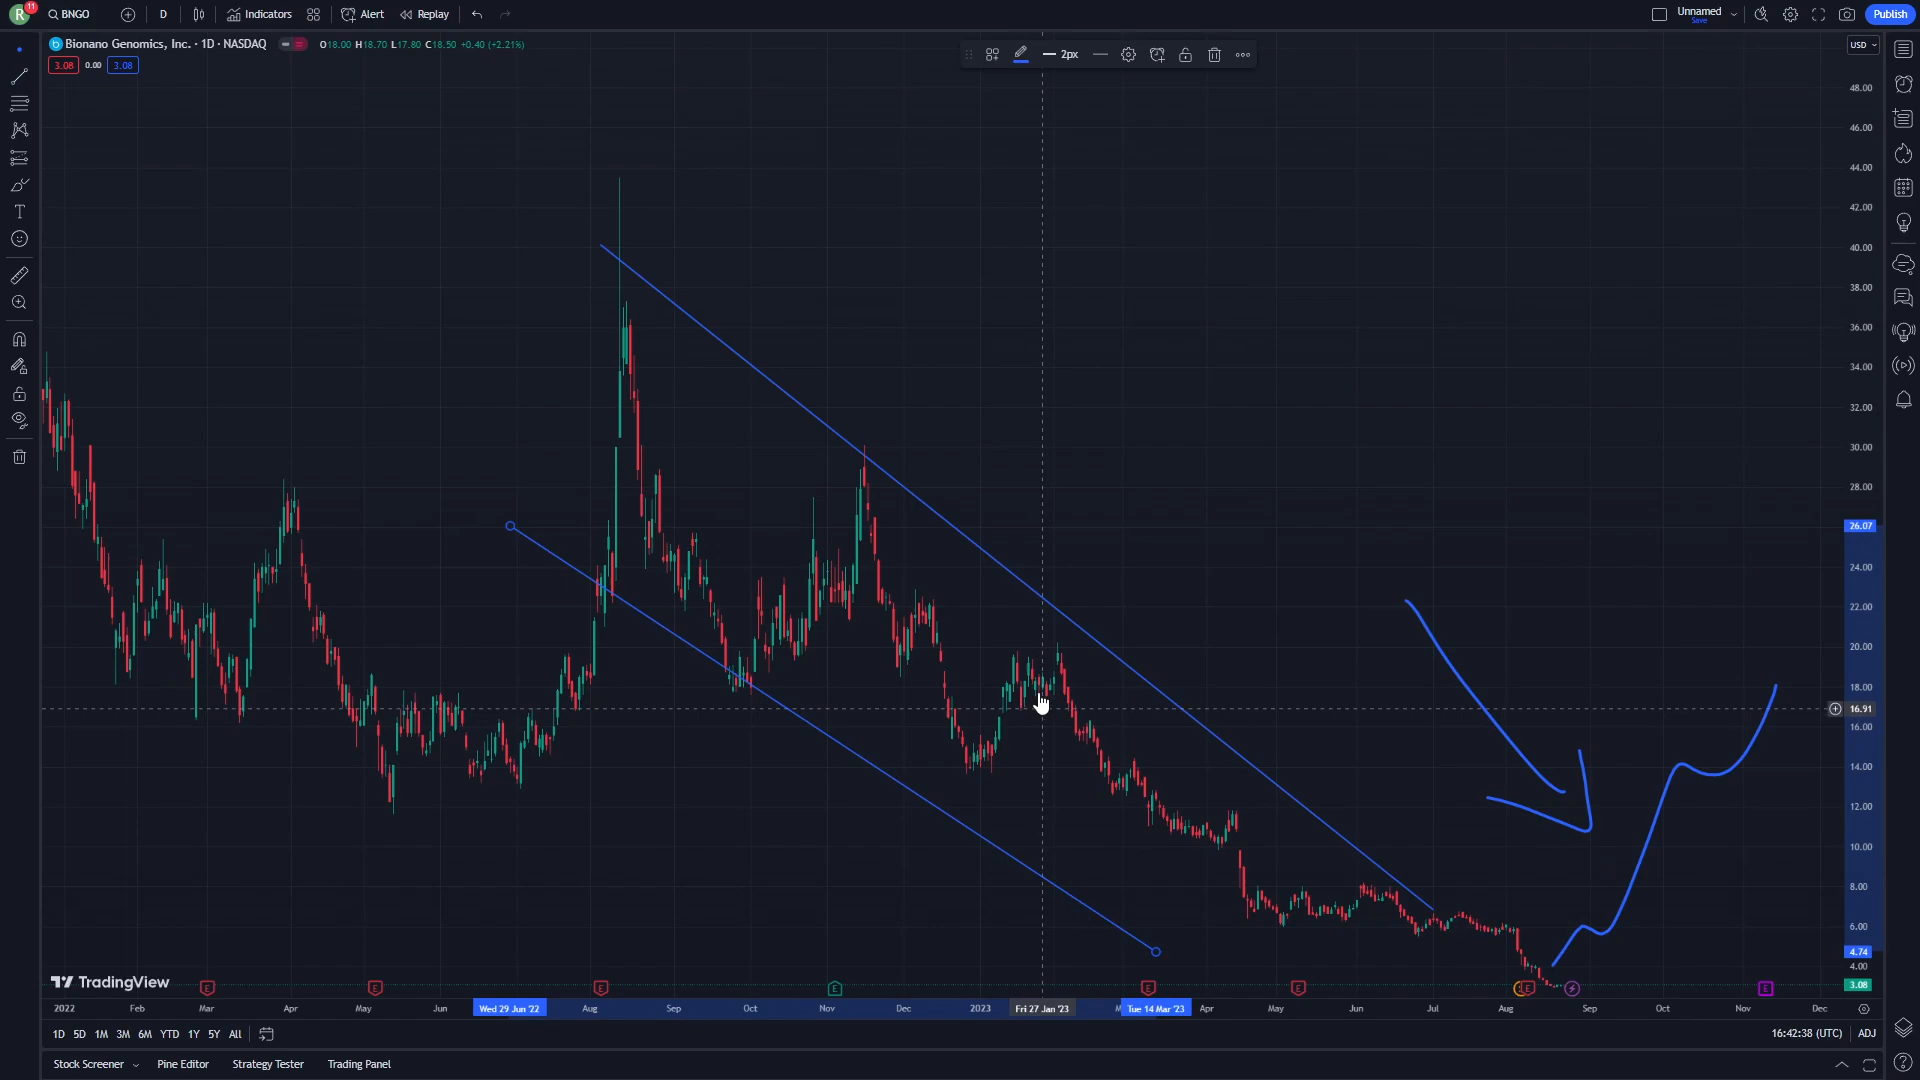 R 11 BNGO D Indicators Alert Replay Unnamed Save Publish
Bionano Genomics, Inc. · 1D · NASDAQ O18.00 H18.70 L17.80 C18.50 +0.40 (+2.21%)
3.08 0.00 3.08
2px
USD
48.00
46.00
44.00
42.00
40.00
38.00
36.00
34.00
32.00
30.00
28.00
26.07
24.00
22.00
20.00
18.00
16.91
16.00
14.00
12.00
10.00
8.00
6.00
4.74
4.00
3.08
TradingView
E E E E E E E E
2022 Feb Mar Apr May Jun Wed 29 Jun '22 Aug Sep Oct Nov Dec 2023 Fri 27 Jan '23 Tue 14 Mar '23 Apr May Jun Jul Aug Sep Oct Nov Dec
1D 5D 1M 3M 6M YTD 1Y 5Y All 16:42:38 (UTC) ADJ
Stock Screener Pine Editor Strategy Tester Trading Panel